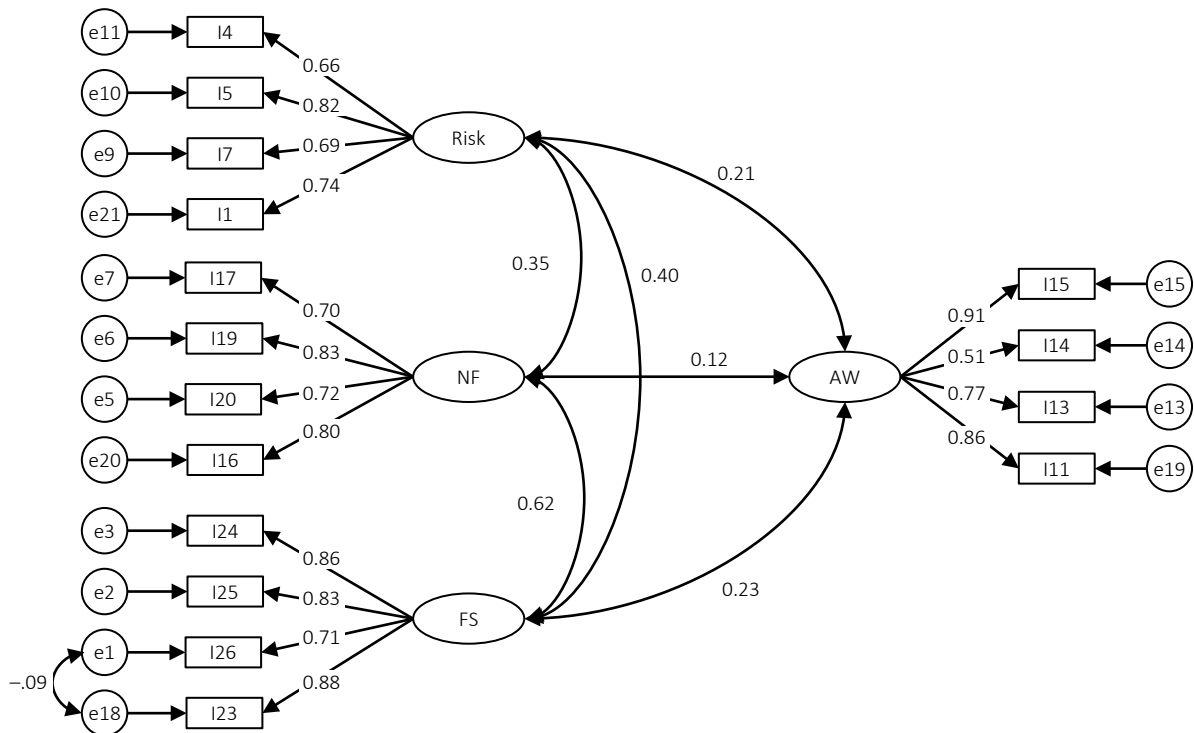 e11 I4
0.66
e10 I5
0.82
Risk
e9 I7
0.69
0.74
0.21
e21 I1
e7 I17
0.35
0.40
e15
I15
0.70
0.91
e6 I19
0.83
I14 e14
0.51
0.12
NF
AW
0.72
0.77
e5 I20
I13 e13
0.80
0.86
e20 I16
I11 e19
0.62
e3 I24
0.86
e2 I25
0.83
0.23
FS
0.71
e1 I26
−.09
0.88
e18 I23